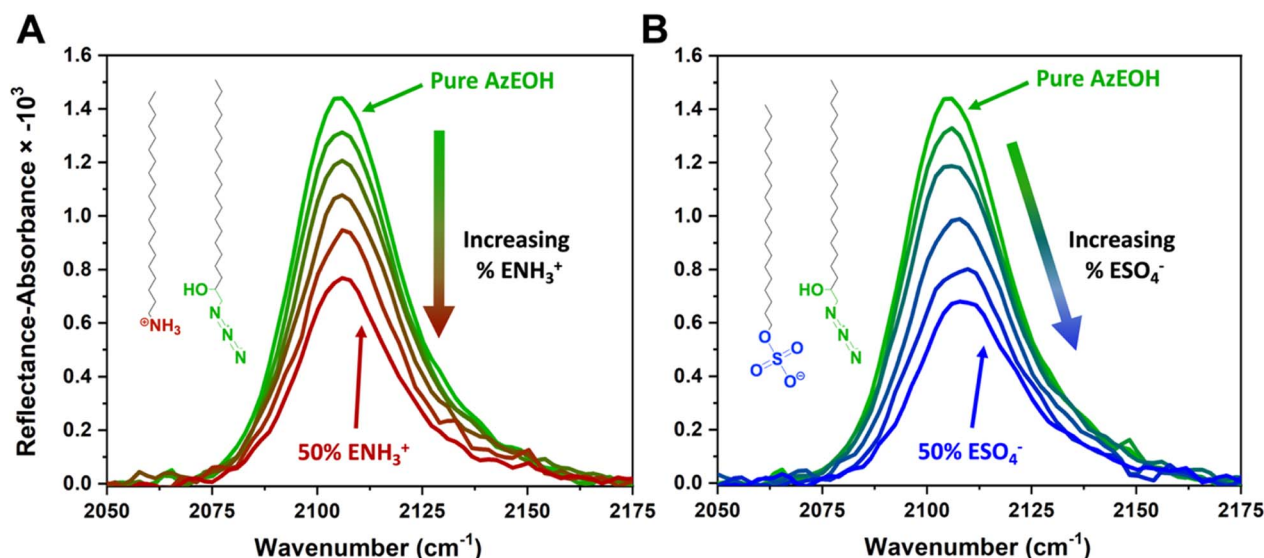 A
Reflectance-Absorbance × -10³
1.6
1.4
1.2
1.0
0.8
0.6
0.4
0.2
0.0
Pure AzEOH
Increasing
% ENH₃⁺
HO
N
N
N
⊕NH₃
50% ENH₃⁺
2050 2075 2100 2125 2150 2175
Wavenumber (cm⁻¹)
B
1.6
1.4
1.2
1.0
0.8
0.6
0.4
0.2
0.0
Pure AzEOH
Increasing
% ESO₄⁻
HO
N
N
N
O
O S O
O⊖
50% ESO₄⁻
2050 2075 2100 2125 2150 2175
Wavenumber (cm⁻¹)